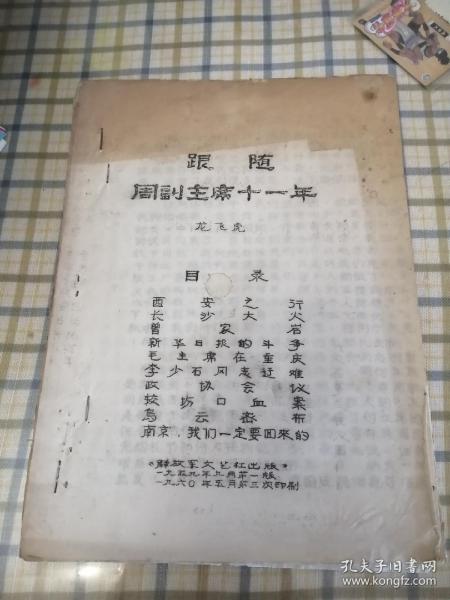 跟随
周副主席十一年
龙飞虎
目录
西安之行
长沙大火
曾家岩
新华日报的斗争
毛主席在重庆
李少石同志遇难
政协会议
较场口血案
乌云密布
南京，我们一定要回来的
《解放军文艺社出版》
一九五九年九月第一版
一九六〇年五月第三次印刷
孔夫子旧书网
www.kongfz.com